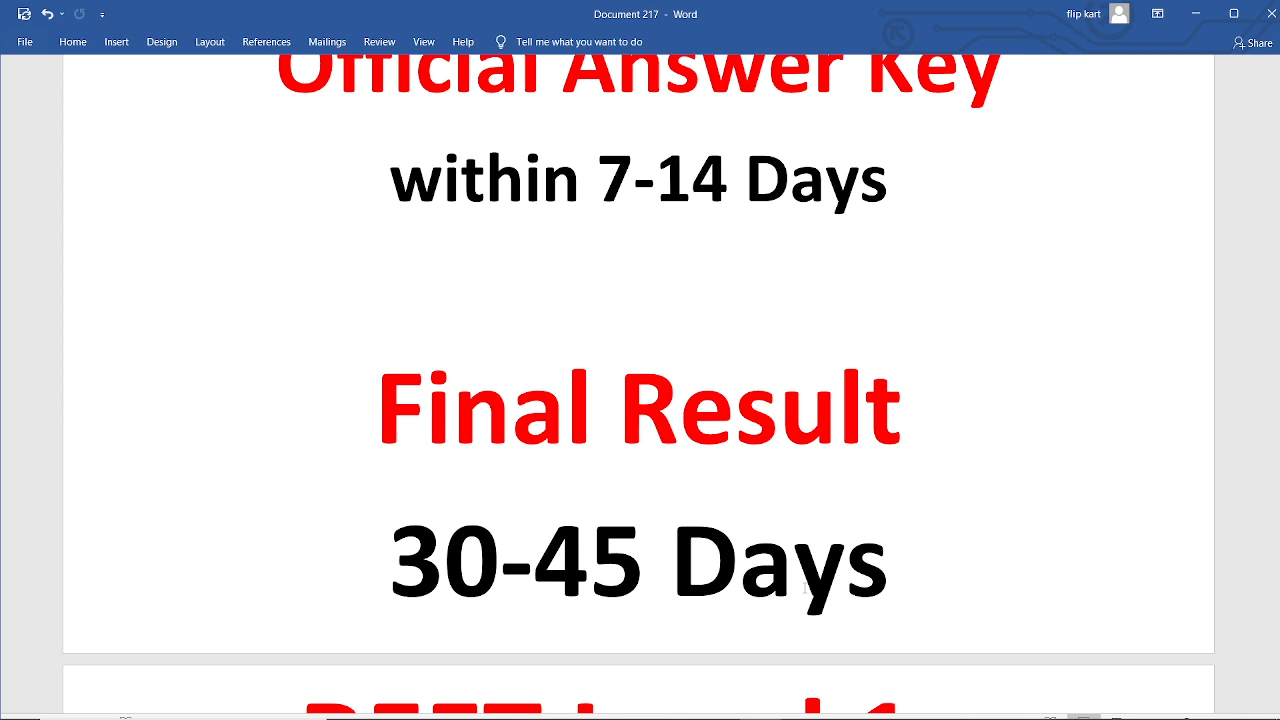 Document 217 - Word
flip kart
File Home Insert Design Layout References Mailings Review View Help Tell me what you want to do
Share
Official Answer Key
within 7-14 Days
Final Result
30-45 Days